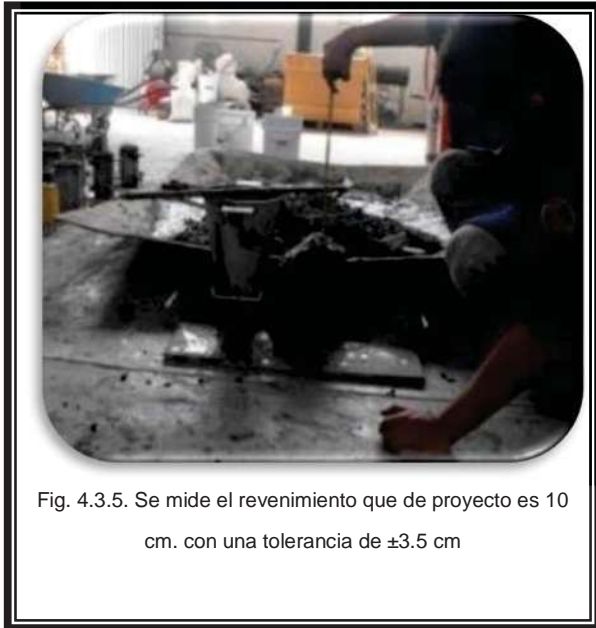 Fig. 4.3.5. Se mide el revenimiento que de proyecto es 10
cm. con una tolerancia de ±3.5 cm